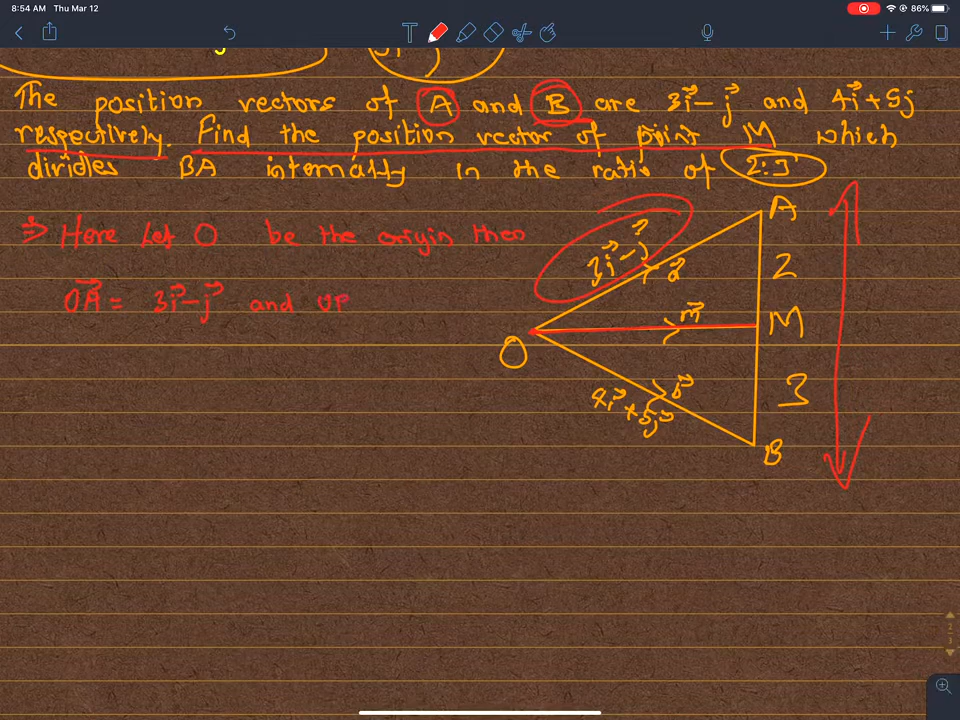 8:54 AM Thu Mar 12
86%
The position vectors of A and B are 3i⃗ - j⃗ and 4i⃗ + 5j
respectively. Find the position vector of point M which
divides BA internally in the ratio of 2:3
⇒ Here Let O be the origin then
OA⃗ = 3i⃗ - j⃗ and
A
3i⃗ - j⃗
a⃗
2
m⃗
M
O
b⃗
3
4i⃗ + 5j⃗
B